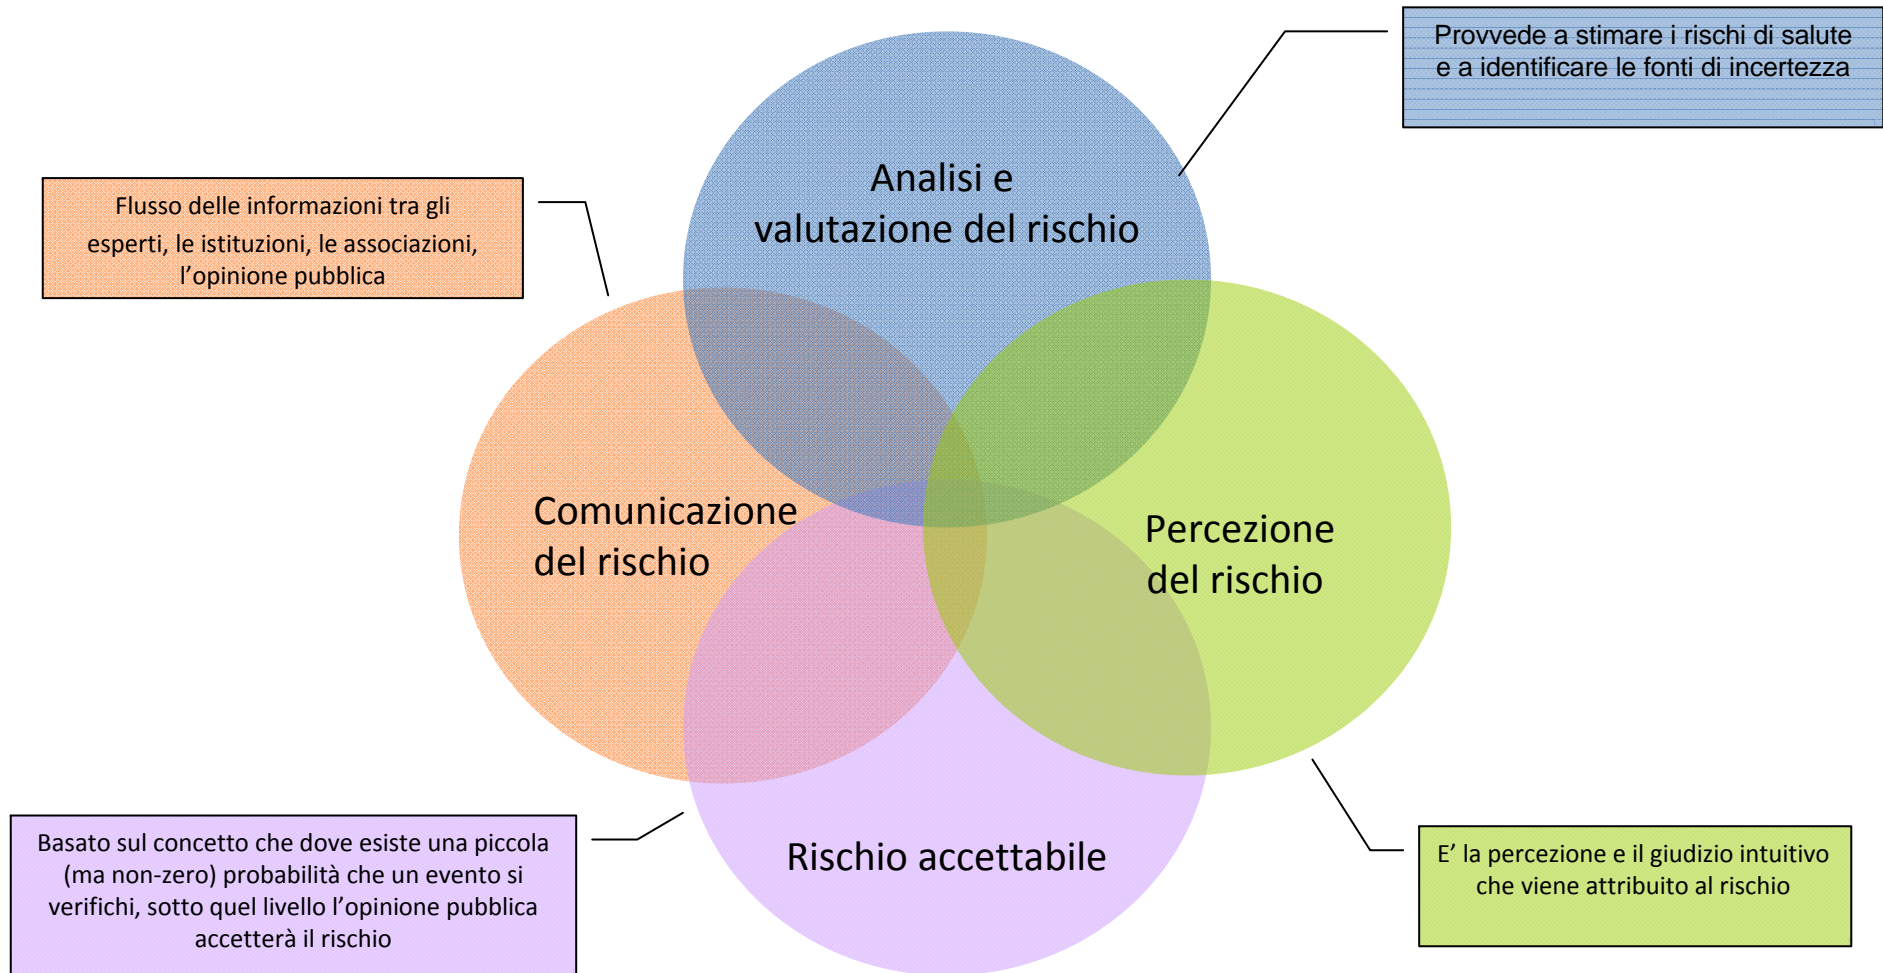 Provvede a stimare i rischi di salute
e a identificare le fonti di incertezza
Analisi e
valutazione del rischio
Flusso delle informazioni tra gli
esperti, le istituzioni, le associazioni,
l’opinione pubblica
Comunicazione
del rischio
Percezione
del rischio
Rischio accettabile
Basato sul concetto che dove esiste una piccola
(ma non-zero) probabilità che un evento si
verifichi, sotto quel livello l’opinione pubblica
accetterà il rischio
E’ la percezione e il giudizio intuitivo
che viene attribuito al rischio